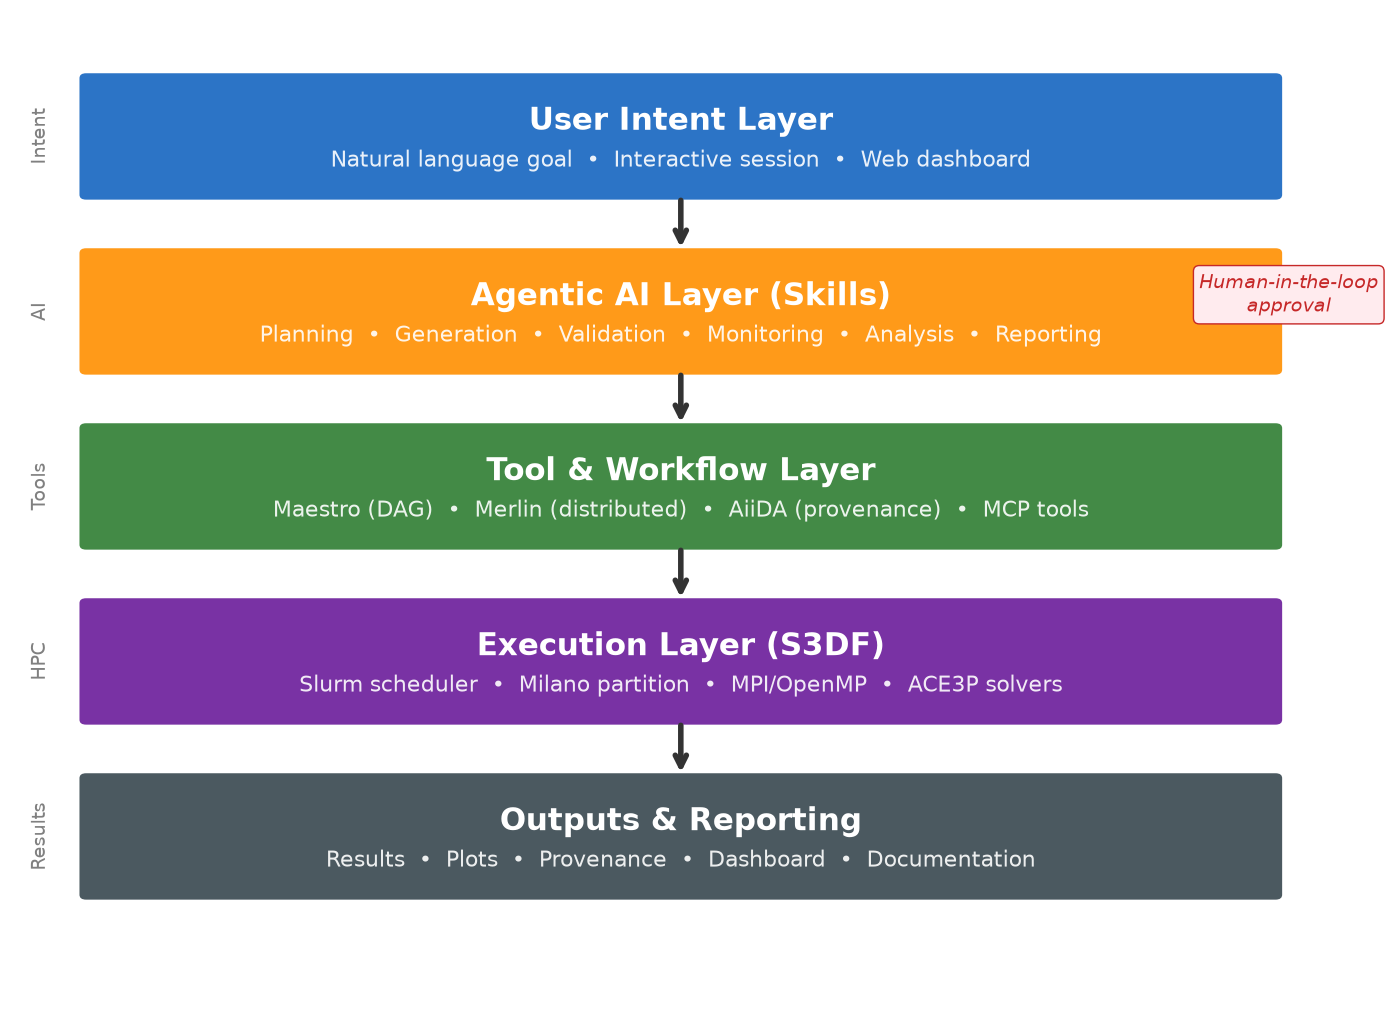 Intent
User Intent Layer
Natural language goal • Interactive session • Web dashboard
AI
Agentic AI Layer (Skills)
Planning • Generation • Validation • Monitoring • Analysis • Reporting
Human-in-the-loop
approval
Tools
Tool & Workflow Layer
Maestro (DAG) • Merlin (distributed) • AiiDA (provenance) • MCP tools
HPC
Execution Layer (S3DF)
Slurm scheduler • Milano partition • MPI/OpenMP • ACE3P solvers
Results
Outputs & Reporting
Results • Plots • Provenance • Dashboard • Documentation